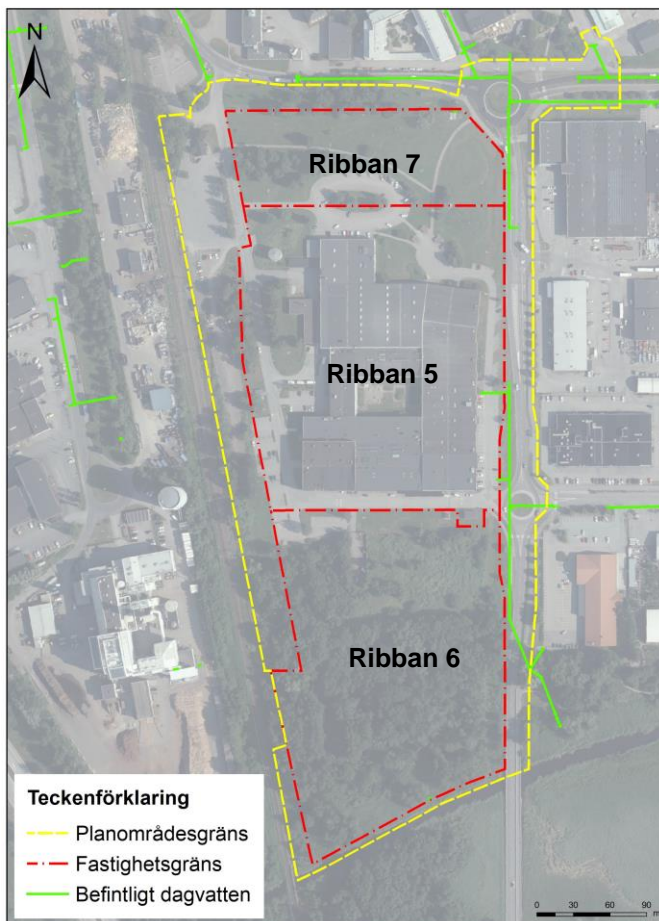 N
Ribban 7
Ribban 5
Ribban 6
Teckenförklaring
Planområdesgräns
Fastighetsgräns
Befintligt dagvatten
0 30 60 90
m